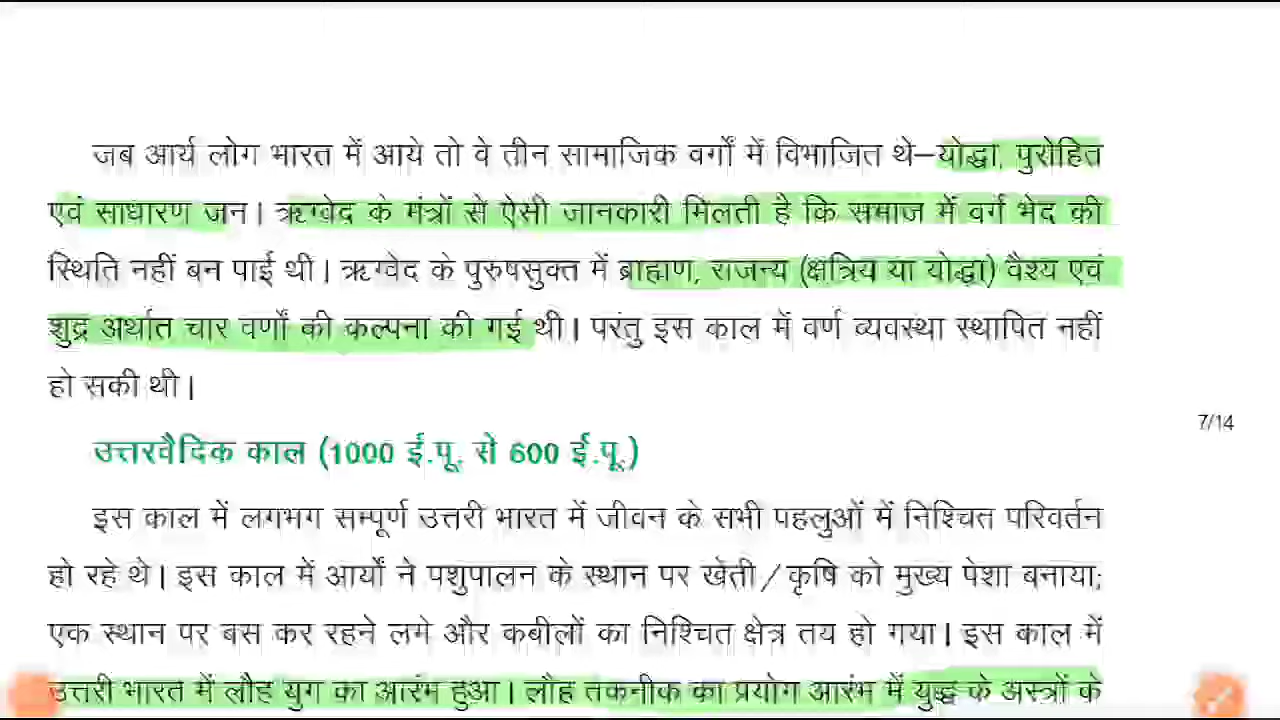 जब आर्य लोग भारत में आये तो वे तीन सामाजिक वर्गों में विभाजित थे–योद्धा, पुरोहित
एवं साधारण जन। ऋग्वेद के मंत्रों से ऐसी जानकारी मिलती है कि समाज में वर्ग भेद की
स्थिति नहीं बन पाई थी। ऋग्वेद के पुरुषसुक्त में ब्राह्मण, राजन्य (क्षत्रिय या योद्धा) वैश्य एवं
शुद्र अर्थात चार वर्णों की कल्पना की गई थी। परंतु इस काल में वर्ण व्यवस्था स्थापित नहीं
हो सकी थी।
7/14
उत्तरवैदिक काल (1000 ई.पू. से 600 ई.पू.)
इस काल में लगभग सम्पूर्ण उत्तरी भारत में जीवन के सभी पहलुओं में निश्चित परिवर्तन
हो रहे थे। इस काल में आर्यों ने पशुपालन के स्थान पर खेती/कृषि को मुख्य पेशा बनाया;
एक स्थान पर बस कर रहने लगे और कबीलों का निश्चित क्षेत्र तय हो गया। इस काल में
उत्तरी भारत में लौह युग का आरंभ हुआ। लौह तकनीक का प्रयोग आरंभ में युद्ध के अस्त्रों के